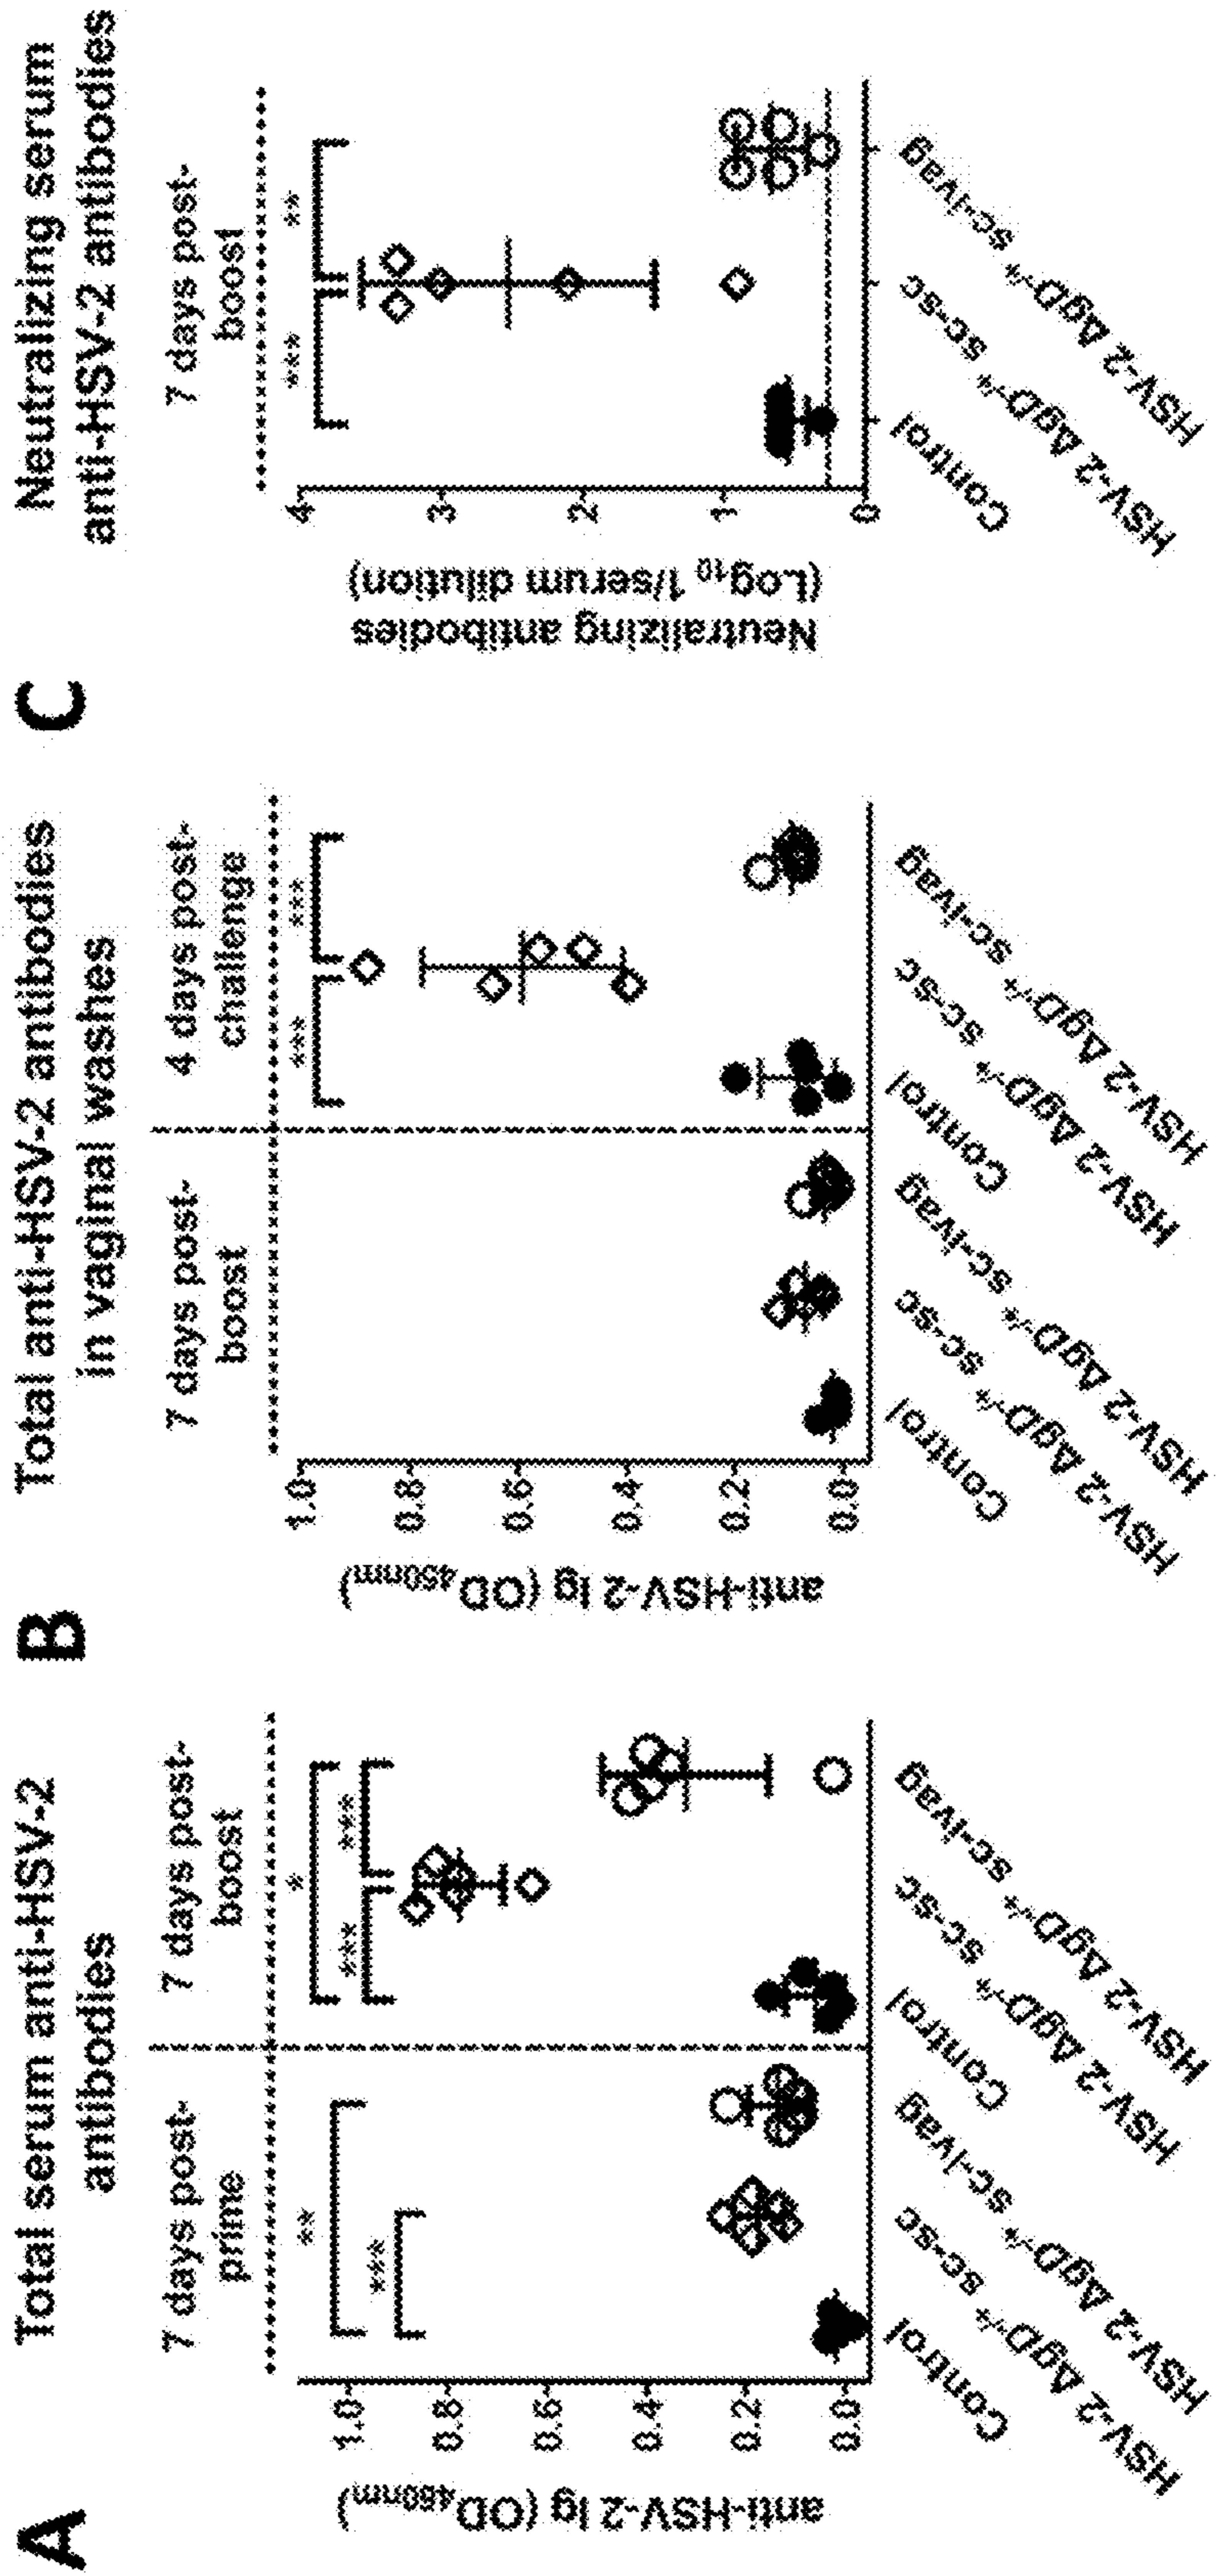 A
Total serum anti-HSV-2
antibodies
7 days post-
prime
7 days post-
boost
**
***
*
***
***
anti-HSV-2 Ig (OD450nm)
1.0
0.8
0.6
0.4
0.2
0.0
Control
HSV-2 ΔgD-/+ sc-sc
HSV-2 ΔgD-/+ sc-ivag
Control
HSV-2 ΔgD-/+ sc-sc
HSV-2 ΔgD-/+ sc-ivag
B
Total anti-HSV-2 antibodies
in vaginal washes
7 days post-
boost
4 days post-
challenge
***
***
anti-HSV-2 Ig (OD450nm)
1.0
0.8
0.6
0.4
0.2
0.0
Control
HSV-2 ΔgD-/+ sc-sc
HSV-2 ΔgD-/+ sc-ivag
Control
HSV-2 ΔgD-/+ sc-sc
HSV-2 ΔgD-/+ sc-ivag
C
Neutralizing serum
anti-HSV-2 antibodies
7 days post-
boost
***
**
Neutralizing antibodies
(Log10 1/serum dilution)
4
3
2
1
0
Control
HSV-2 ΔgD-/+ sc-sc
HSV-2 ΔgD-/+ sc-ivag